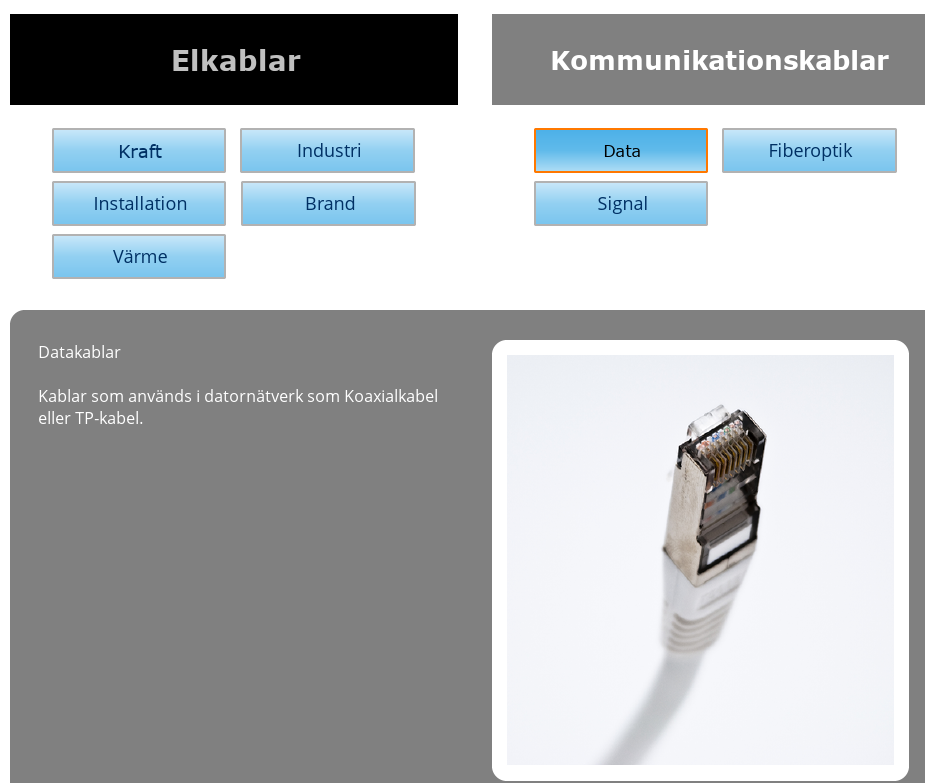 Elkablar
Kommunikationskablar
Kraft
Industri
Installation
Brand
Värme
Data
Fiberoptik
Signal
Datakablar
Kablar som används i datornätverk som Koaxialkabel
eller TP-kabel.